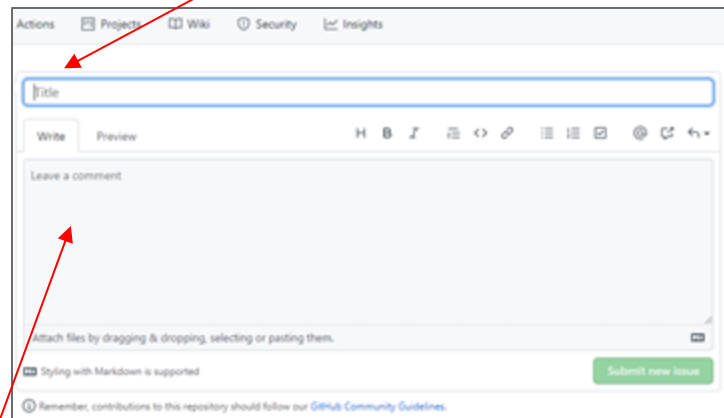 Actions Projects Wiki Security Insights
Title
Write Preview H B I
Leave a comment
Attach files by dragging & dropping, selecting or pasting them.
Styling with Markdown is supported Submit new issue
Remember, contributions to this repository should follow our GitHub Community Guidelines.